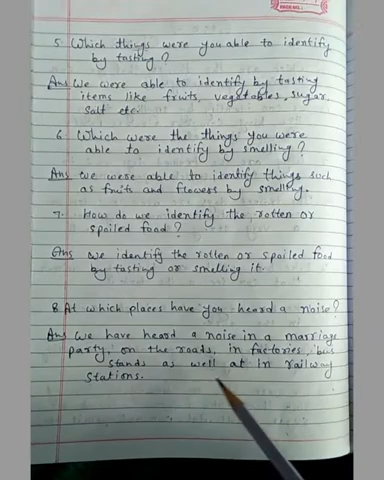 PAGE NO.:
5. Which things were you able to identify
by tasting?
Ans We were able to identify by tasting
items like fruits, vegetables, sugar,
salt etc.
6. Which were the things you were
able to identify by smelling?
Ans We were able to identify things such
as fruits and flowers by smelling.
7. How do we identify the rotten or
spoiled food?
Ans We identify the rotten or spoiled food
by tasting or smelling it.
8. At which places have you heard a noise?
Ans We have heard a noise in a marriage
party, on the roads, in factories, bus
stands as well at in railway
stations.